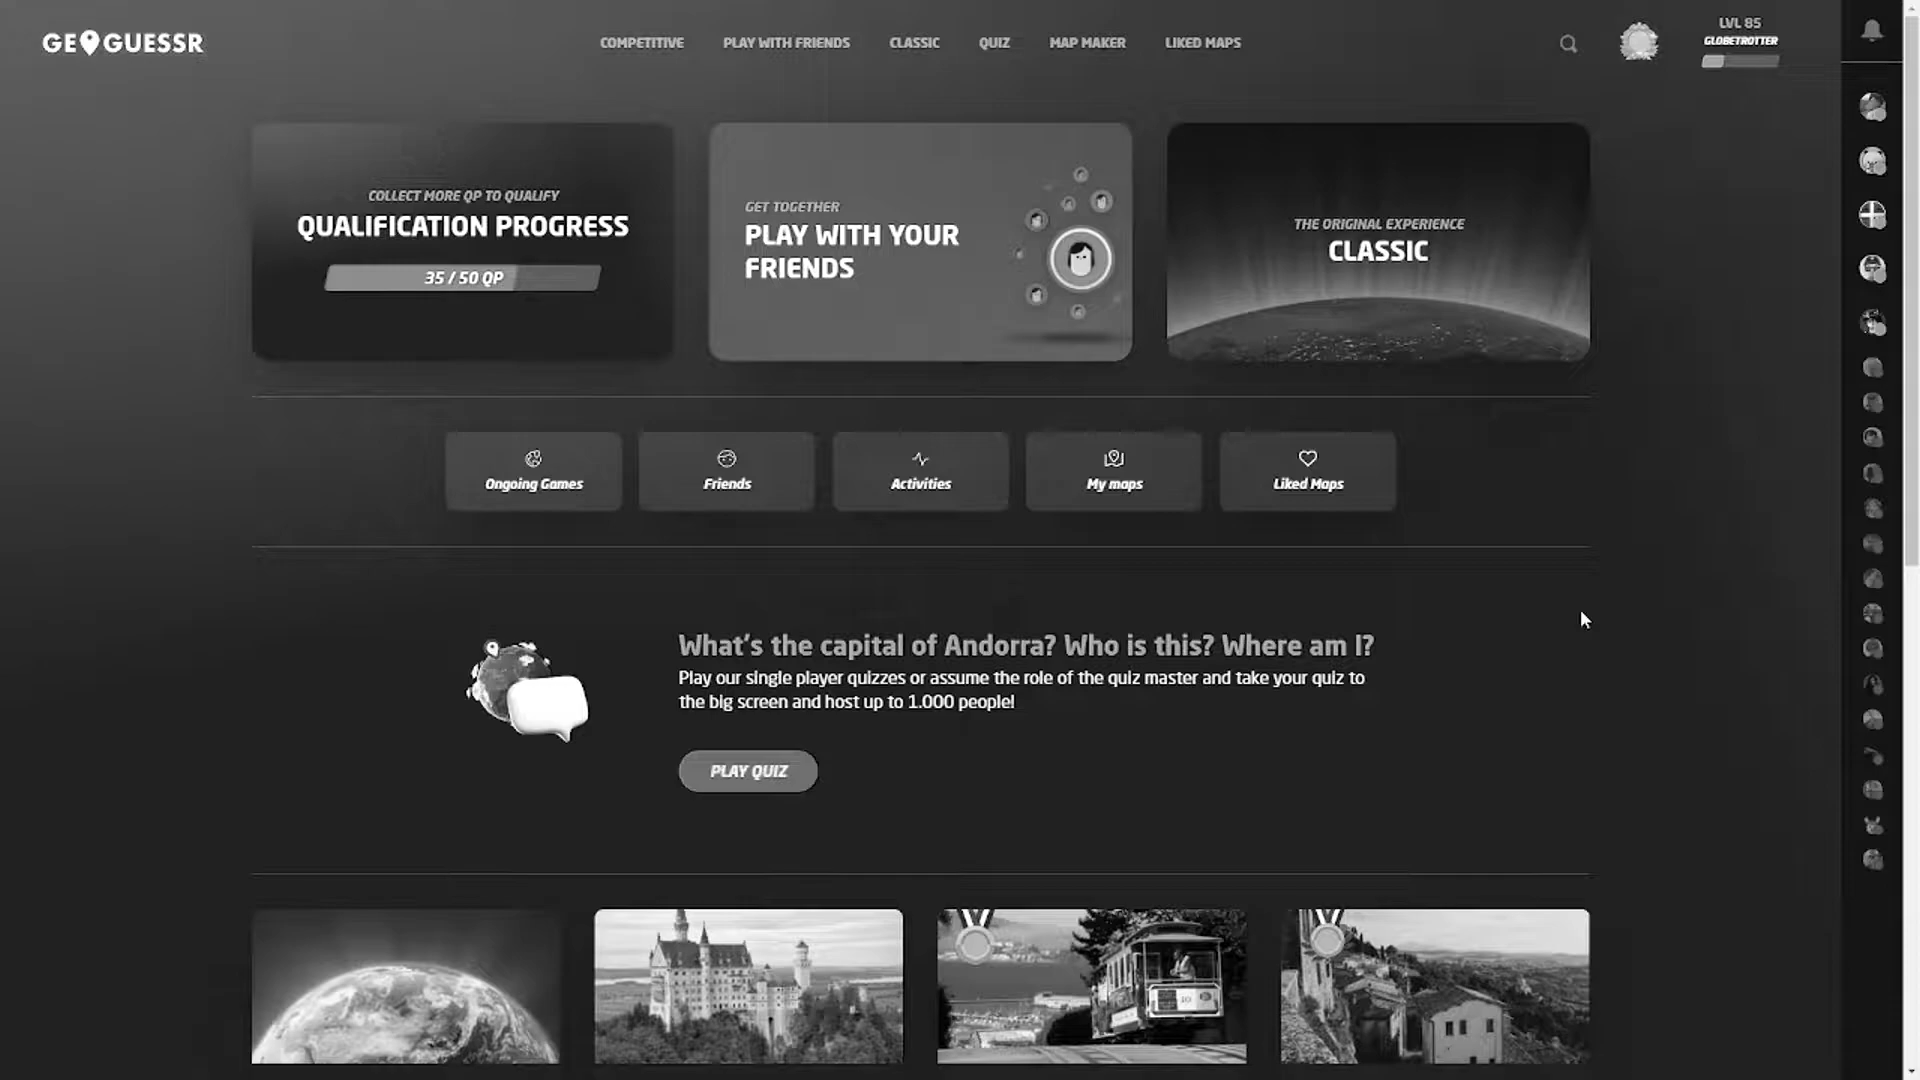 GEOGUESSR
COMPETITIVE
PLAY WITH FRIENDS
CLASSIC
QUIZ
MAP MAKER
LIKED MAPS
LVL 85
GLOBETROTTER
COLLECT MORE QP TO QUALIFY
QUALIFICATION PROGRESS
35 / 50 QP
GET TOGETHER
PLAY WITH YOUR
FRIENDS
THE ORIGINAL EXPERIENCE
CLASSIC
Ongoing Games
Friends
Activities
My maps
Liked Maps
What's the capital of Andorra? Who is this? Where am I?
Play our single player quizzes or assume the role of the quiz master and take your quiz to
the big screen and host up to 1.000 people!
PLAY QUIZ
10